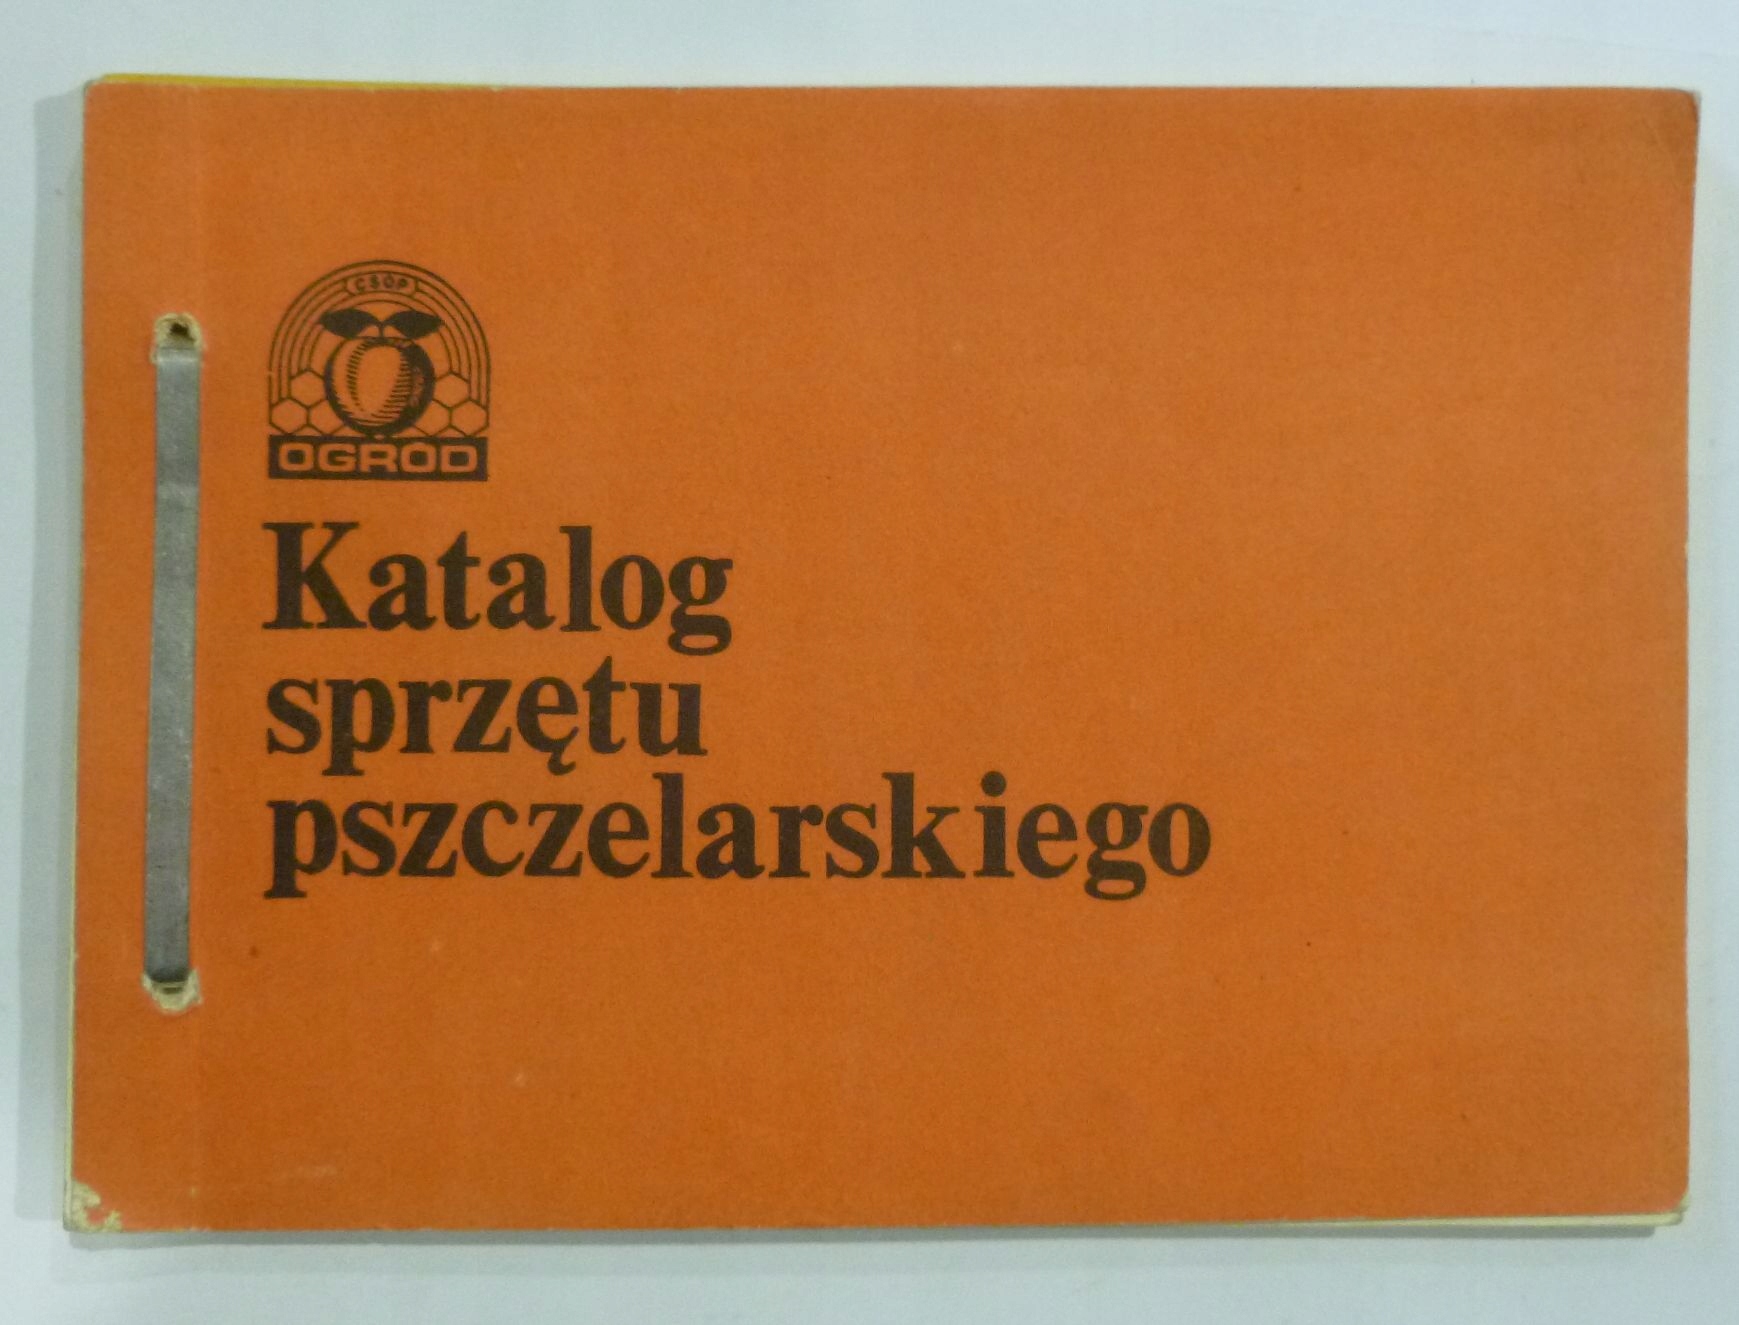 CSOP
OGRÓD
Katalog
sprzętu
pszczelarskiego